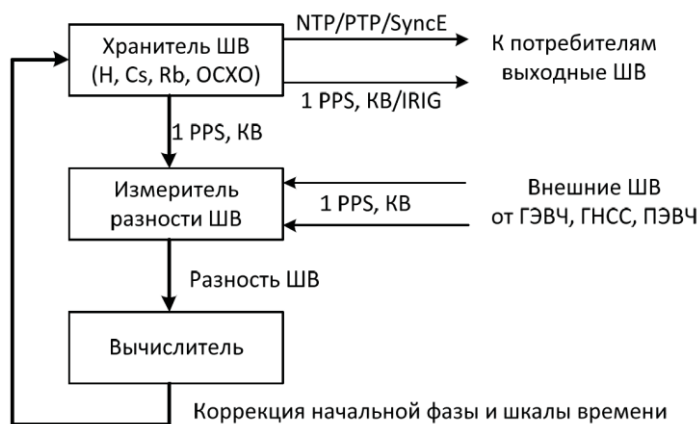 Хранитель ШВ
(H, Cs, Rb, ОСХО)
NTP/PTP/SyncE
1 PPS, КВ/IRIG
К потребителям
выходные ШВ
1 PPS, КВ
Измеритель
разности ШВ
1 PPS, КВ
Внешние ШВ
от ГЭВЧ, ГНСС, ПЭВЧ
Разность ШВ
Вычислитель
Коррекция начальной фазы и шкалы времени